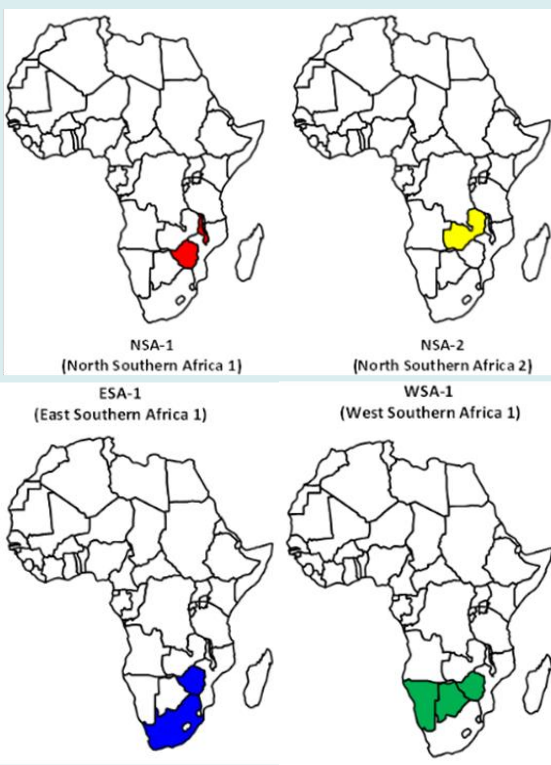 NSA-1
(North Southern Africa 1)
NSA-2
(North Southern Africa 2)
ESA-1
(East Southern Africa 1)
WSA-1
(West Southern Africa 1)